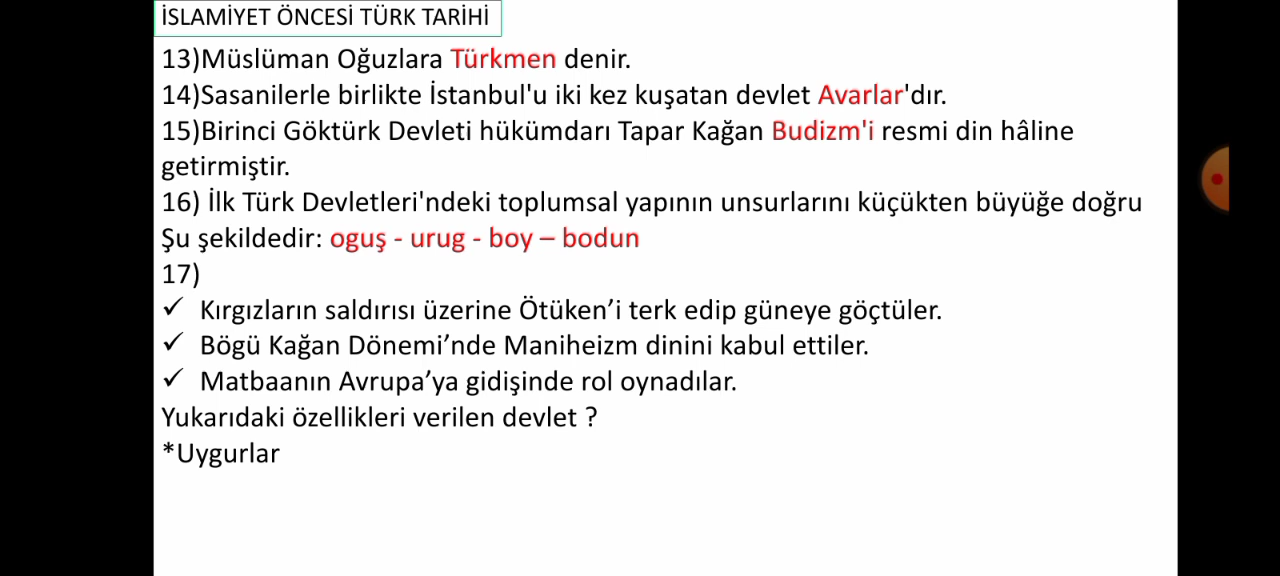 İSLAMİYET ÖNCESİ TÜRK TARİHİ
13)Müslüman Oğuzlara Türkmen denir.
14)Sasanilerle birlikte İstanbul'u iki kez kuşatan devlet Avarlar'dır.
15)Birinci Göktürk Devleti hükümdarı Tapar Kağan Budizm'i resmi din hâline
getirmiştir.
16) İlk Türk Devletleri'ndeki toplumsal yapının unsurlarını küçükten büyüğe doğru
Şu şekildedir: oguş - urug - boy – bodun
17)
✓ Kırgızların saldırısı üzerine Ötüken’i terk edip güneye göçtüler.
✓ Bögü Kağan Dönemi’nde Maniheizm dinini kabul ettiler.
✓ Matbaanın Avrupa’ya gidişinde rol oynadılar.
Yukarıdaki özellikleri verilen devlet ?
*Uygurlar